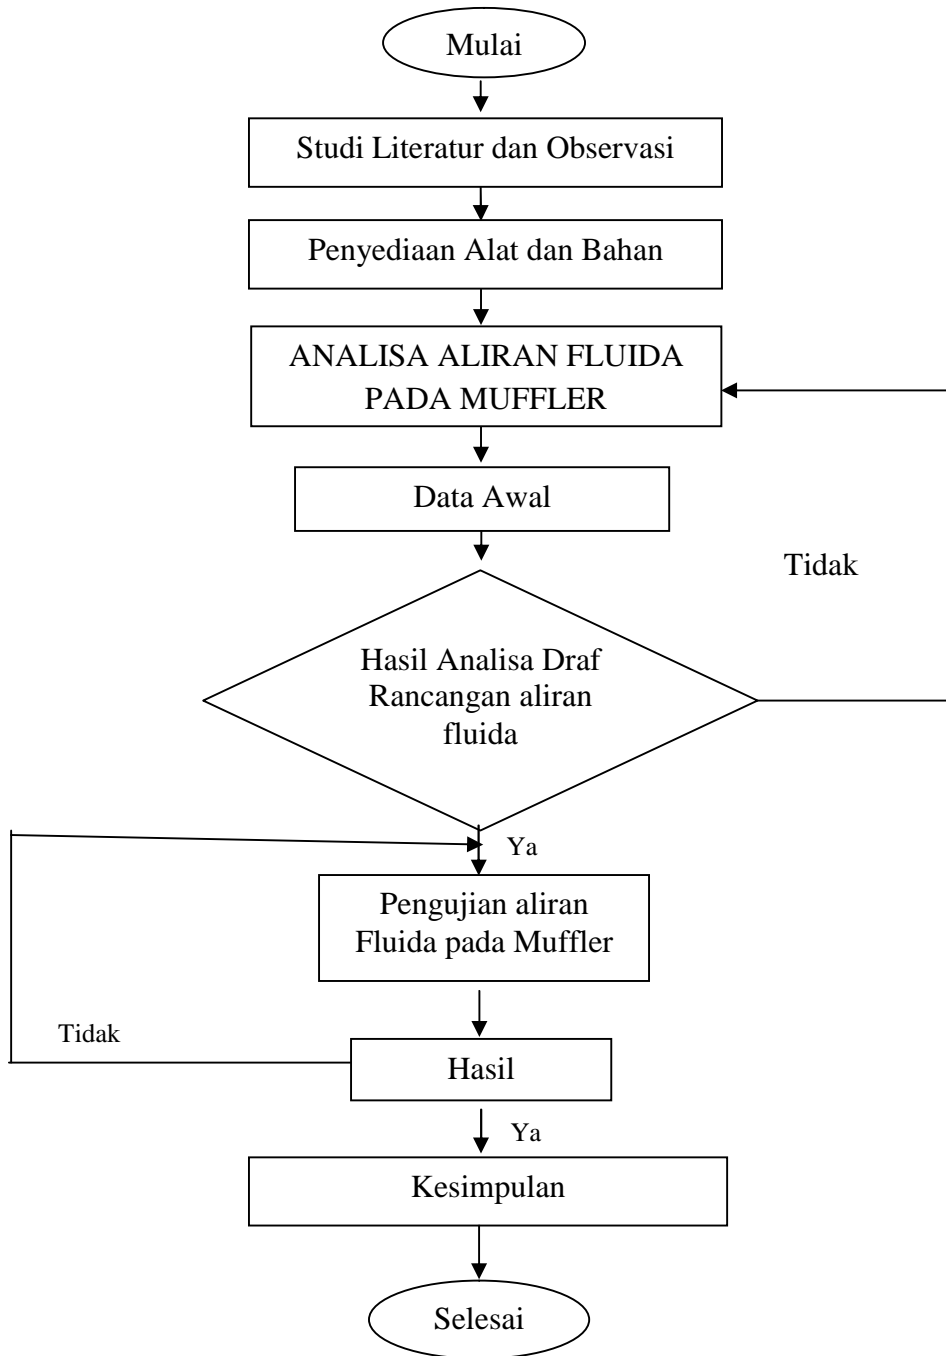 Mulai
Studi Literatur dan Observasi
Penyediaan Alat dan Bahan
ANALISA ALIRAN FLUIDA
PADA MUFFLER
Data Awal
Tidak
Hasil Analisa Draf
Rancangan aliran
fluida
Ya
Pengujian aliran
Fluida pada Muffler
Tidak
Hasil
Ya
Kesimpulan
Selesai